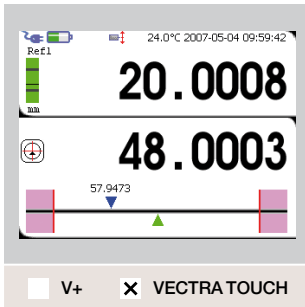 24.0°C 2007-05-04 09:59:42
Ref1
20.0008
mm
48.0003
57.9473
V+ VECTRA TOUCH